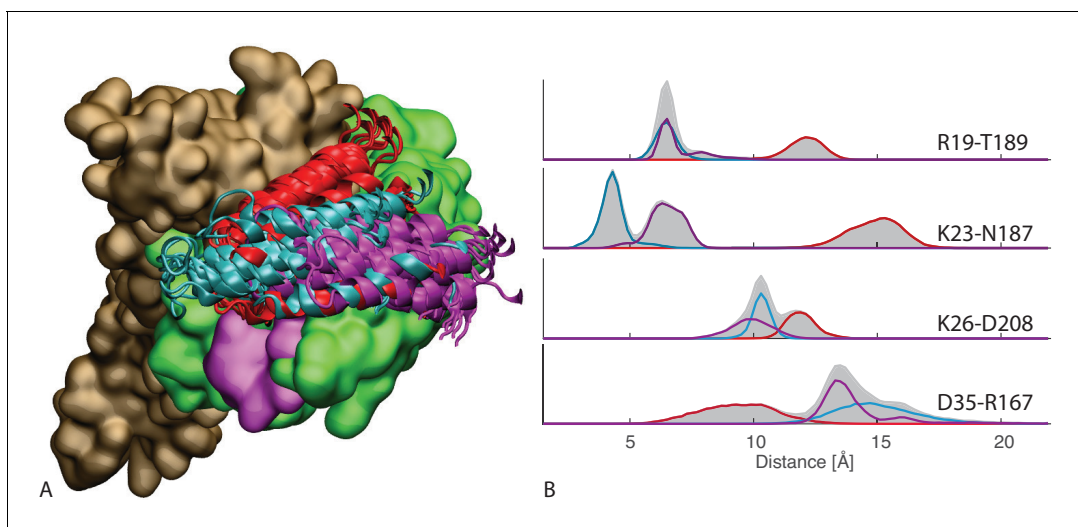 R19-T189
K23-N187
K26-D208
D35-R167
5 10 15 20
Distance [Å]
A B